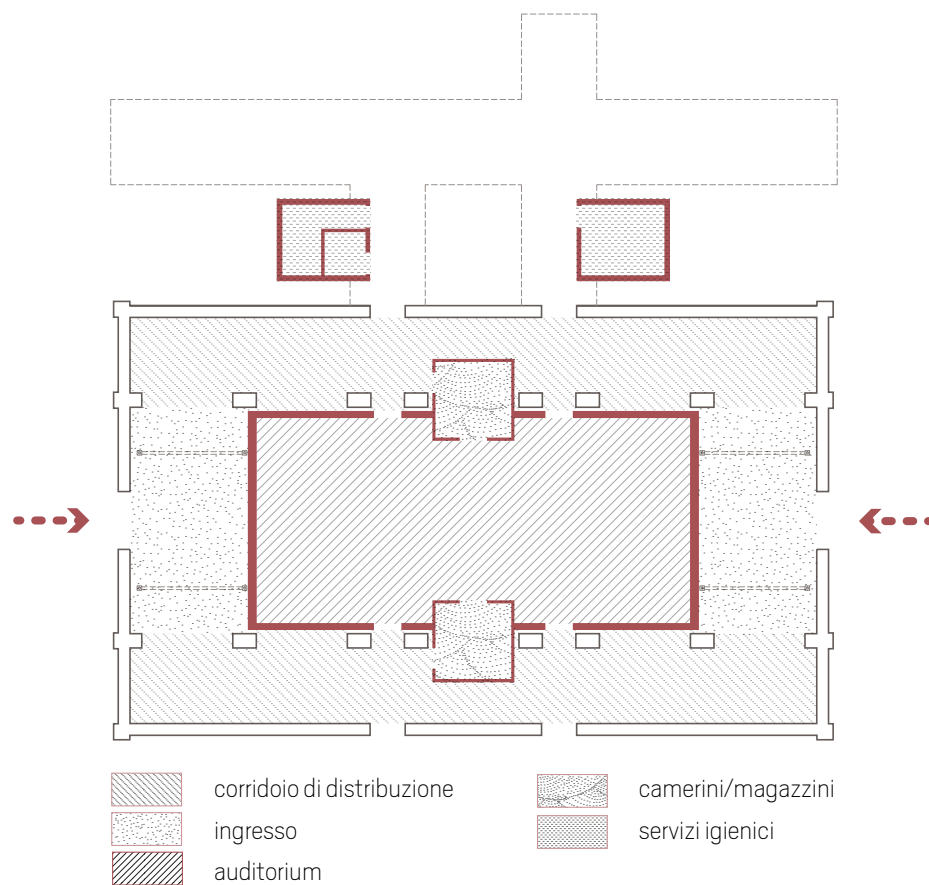 corridoio di distribuzione
ingresso
auditorium
camerini/magazzini
servizi igienici